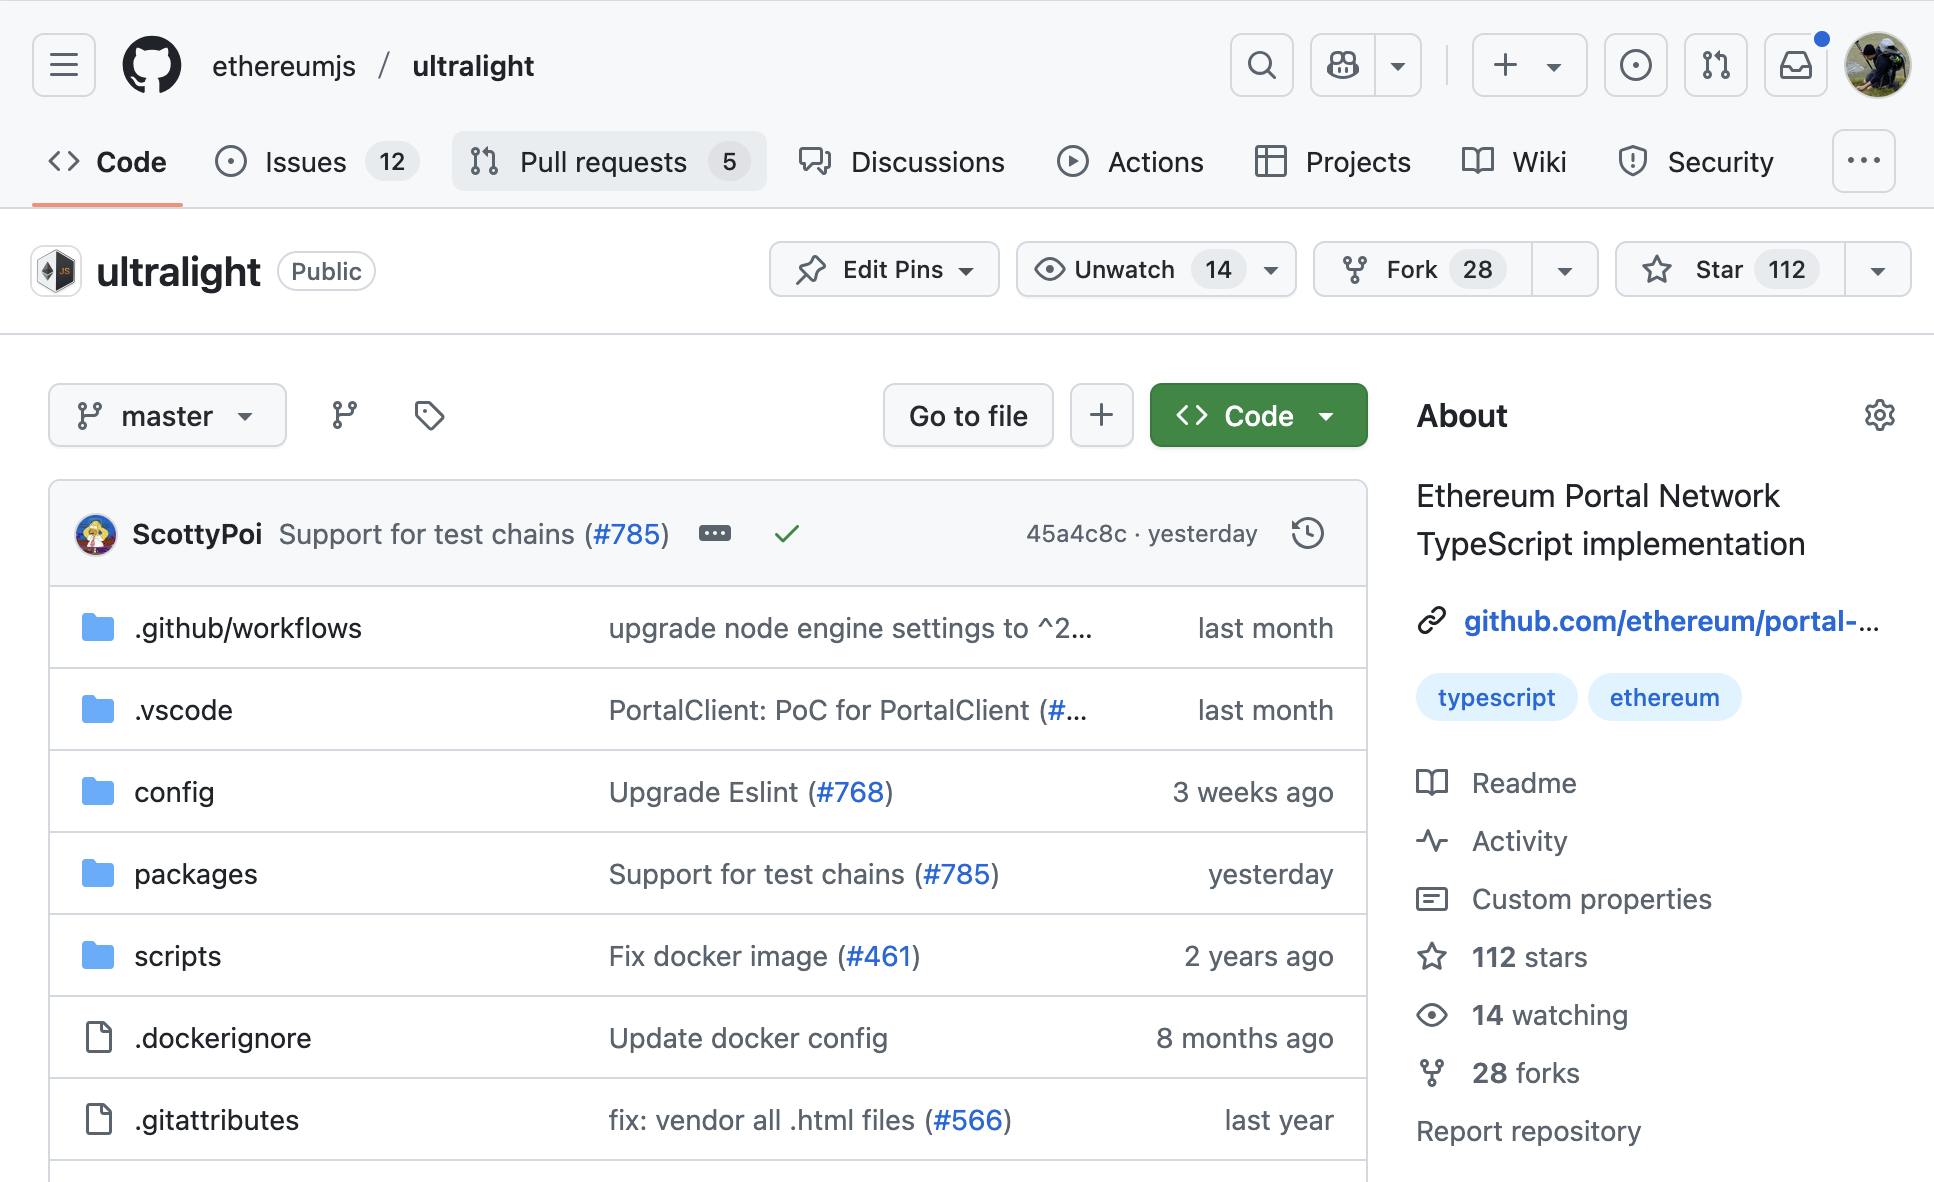 ethereumjs / ultralight
Code Issues 12 Pull requests 5 Discussions Actions Projects Wiki Security
ultralight Public Edit Pins Unwatch 14 Fork 28 Star 112
master Go to file + Code
ScottyPoi Support for test chains (#785) 45a4c8c · yesterday
.github/workflows upgrade node engine settings to ^2... last month
.vscode PortalClient: PoC for PortalClient (#... last month
config Upgrade Eslint (#768) 3 weeks ago
packages Support for test chains (#785) yesterday
scripts Fix docker image (#461) 2 years ago
.dockerignore Update docker config 8 months ago
.gitattributes fix: vendor all .html files (#566) last year
About
Ethereum Portal Network
TypeScript implementation
github.com/ethereum/portal-...
typescript ethereum
Readme
Activity
Custom properties
112 stars
14 watching
28 forks
Report repository